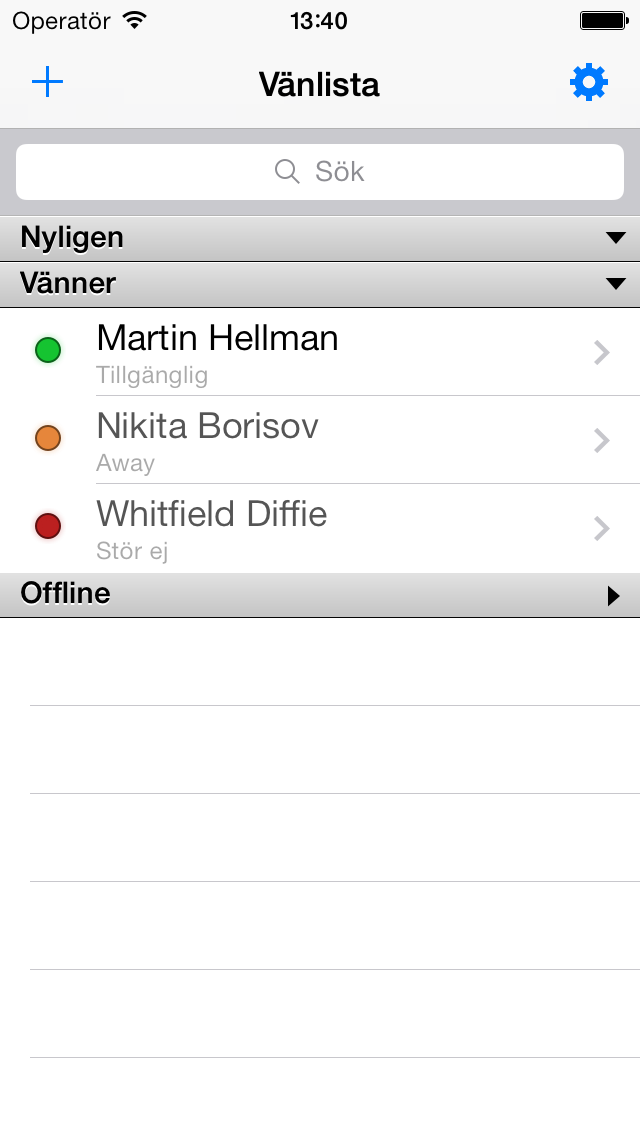 Operatör 13:40
Vänlista
Sök
Nyligen
Vänner
Martin Hellman
Tillgänglig
Nikita Borisov
Away
Whitfield Diffie
Stör ej
Offline